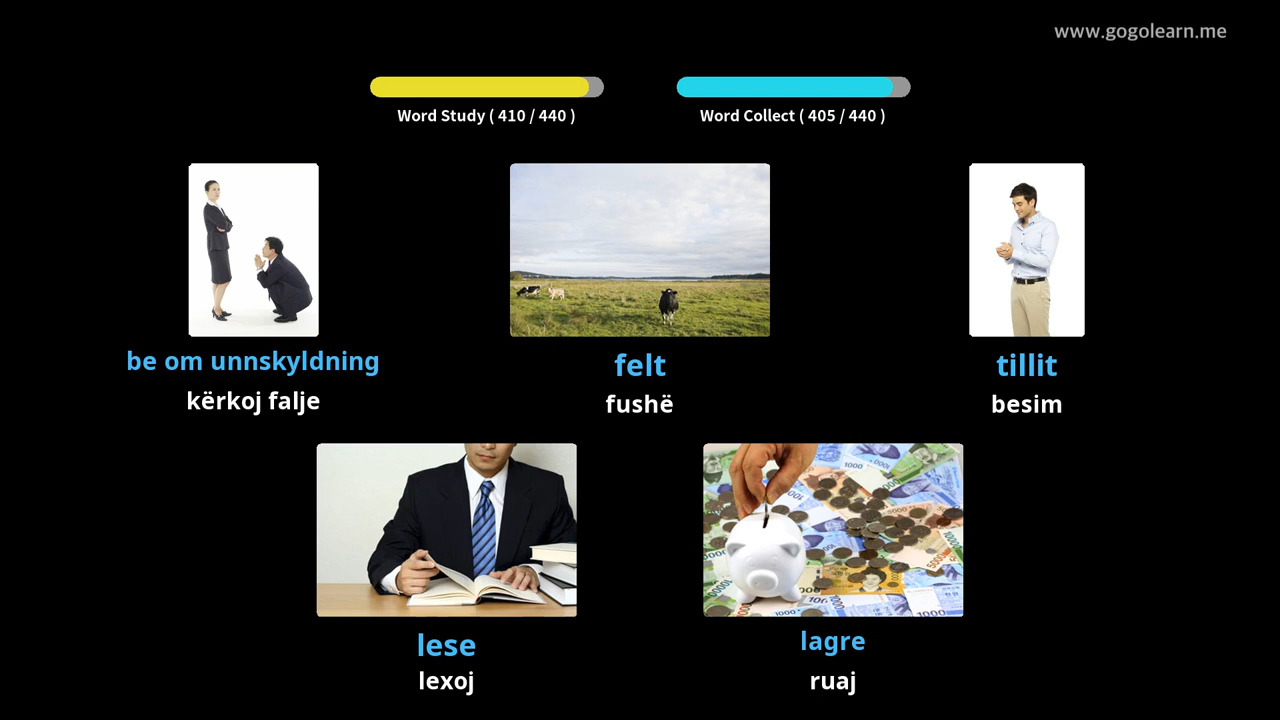 www.gogolearn.me
Word Study ( 410 / 440 )
Word Collect ( 405 / 440 )
be om unnskyldning
kërkoj falje
felt
fushë
tillit
besim
lese
lexoj
lagre
ruaj